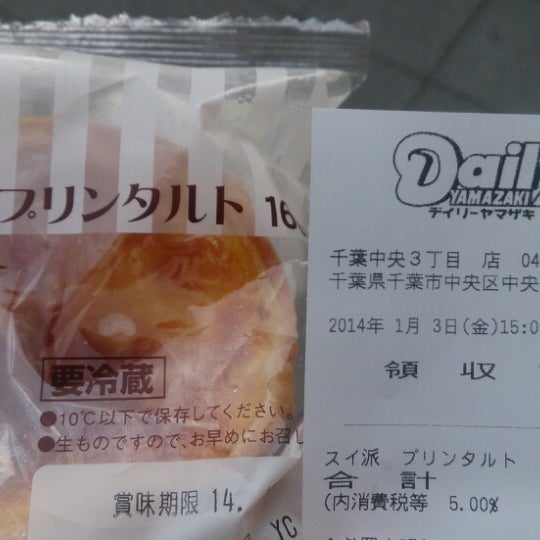 プリンタルト 16
要冷蔵
●10℃以下で保存してください。
●生ものですので、お早めにお召し
賞味期限 14.
YC
Daily
YAMAZAKI
デイリーヤマザキ
千葉中央3丁目 店 04
千葉県千葉市中央区中央
2014年 1月 3日(金)15:0
領 収
スイ派 プリンタルト
合 計
(内消費税等 5.00%